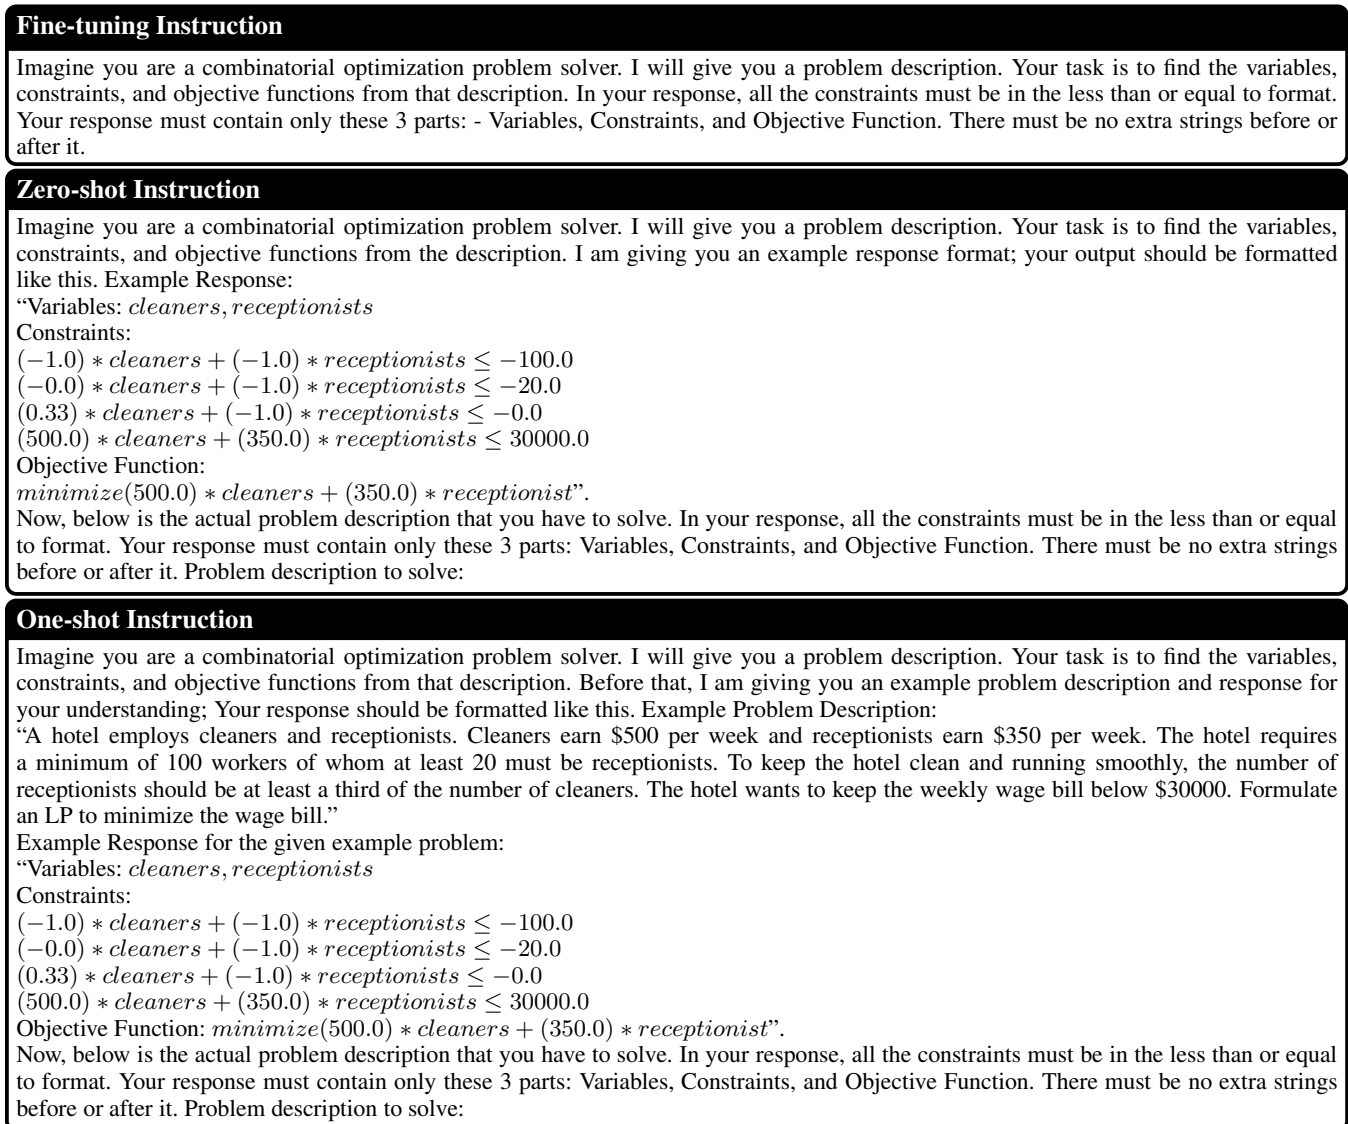 Fine-tuning Instruction
Imagine you are a combinatorial optimization problem solver. I will give you a problem description. Your task is to find the variables,
constraints, and objective functions from that description. In your response, all the constraints must be in the less than or equal to format.
Your response must contain only these 3 parts: - Variables, Constraints, and Objective Function. There must be no extra strings before or
after it.
Zero-shot Instruction
Imagine you are a combinatorial optimization problem solver. I will give you a problem description. Your task is to find the variables,
constraints, and objective functions from the description. I am giving you an example response format; your output should be formatted
like this. Example Response:
“Variables: cleaners, receptionists
Constraints:
(−1.0) ∗ cleaners + (−1.0) ∗ receptionists ≤ −100.0
(−0.0) ∗ cleaners + (−1.0) ∗ receptionists ≤ −20.0
(0.33) ∗ cleaners + (−1.0) ∗ receptionists ≤ −0.0
(500.0) ∗ cleaners + (350.0) ∗ receptionists ≤ 30000.0
Objective Function:
minimize(500.0) ∗ cleaners + (350.0) ∗ receptionist”.
Now, below is the actual problem description that you have to solve. In your response, all the constraints must be in the less than or equal
to format. Your response must contain only these 3 parts: Variables, Constraints, and Objective Function. There must be no extra strings
before or after it. Problem description to solve:
One-shot Instruction
Imagine you are a combinatorial optimization problem solver. I will give you a problem description. Your task is to find the variables,
constraints, and objective functions from that description. Before that, I am giving you an example problem description and response for
your understanding; Your response should be formatted like this. Example Problem Description:
“A hotel employs cleaners and receptionists. Cleaners earn $500 per week and receptionists earn $350 per week. The hotel requires
a minimum of 100 workers of whom at least 20 must be receptionists. To keep the hotel clean and running smoothly, the number of
receptionists should be at least a third of the number of cleaners. The hotel wants to keep the weekly wage bill below $30000. Formulate
an LP to minimize the wage bill.”
Example Response for the given example problem:
“Variables: cleaners, receptionists
Constraints:
(−1.0) ∗ cleaners + (−1.0) ∗ receptionists ≤ −100.0
(−0.0) ∗ cleaners + (−1.0) ∗ receptionists ≤ −20.0
(0.33) ∗ cleaners + (−1.0) ∗ receptionists ≤ −0.0
(500.0) ∗ cleaners + (350.0) ∗ receptionists ≤ 30000.0
Objective Function: minimize(500.0) ∗ cleaners + (350.0) ∗ receptionist”.
Now, below is the actual problem description that you have to solve. In your response, all the constraints must be in the less than or equal
to format. Your response must contain only these 3 parts: Variables, Constraints, and Objective Function. There must be no extra strings
before or after it. Problem description to solve: